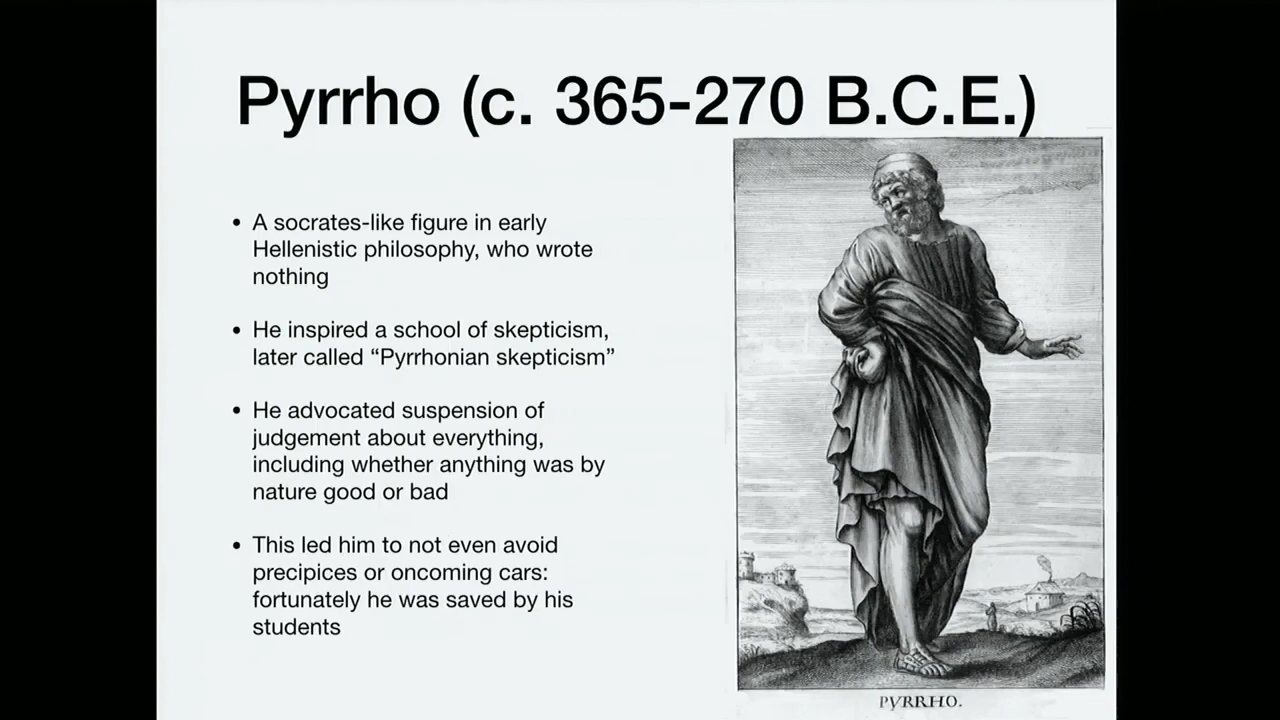 Pyrrho (c. 365-270 B.C.E.)
• A socrates-like figure in early
Hellenistic philosophy, who wrote
nothing
• He inspired a school of skepticism,
later called “Pyrrhonian skepticism”
• He advocated suspension of
judgement about everything,
including whether anything was by
nature good or bad
• This led him to not even avoid
precipices or oncoming cars:
fortunately he was saved by his
students
PYRRHO.